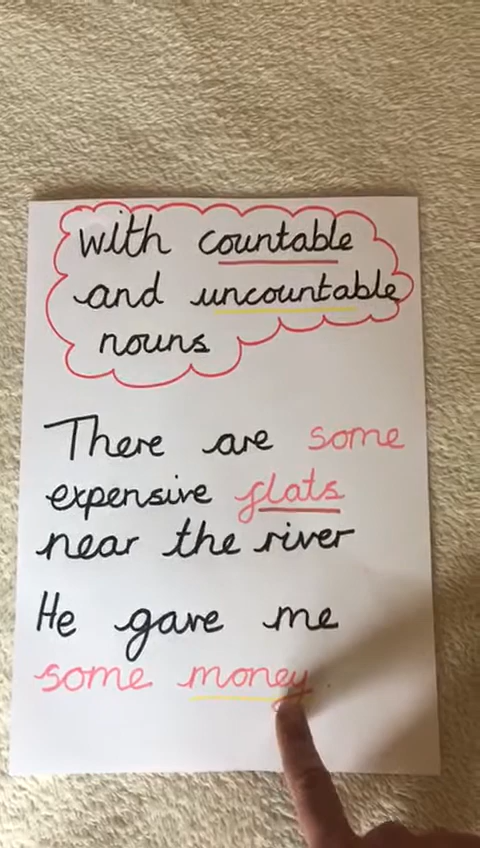 with countable
and uncountable
nouns
There are some
expensive flats
near the river
He gave me
some money